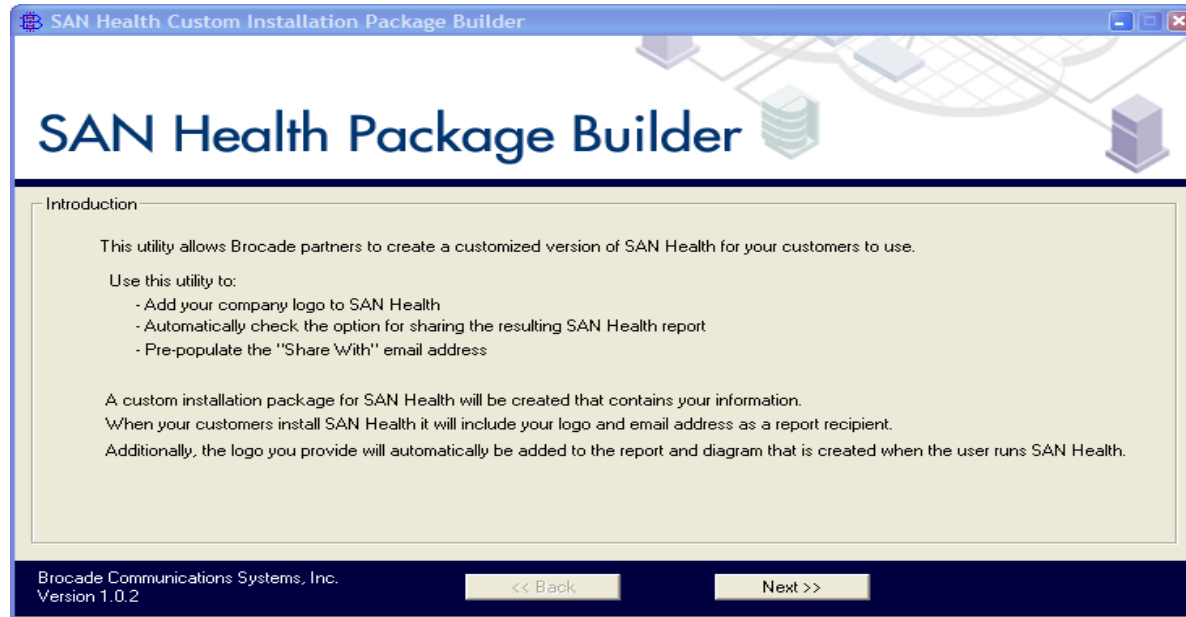 SAN Health Custom Installation Package Builder
SAN Health Package Builder
Introduction
This utility allows Brocade partners to create a customized version of SAN Health for your customers to use.
Use this utility to:
- Add your company logo to SAN Health
- Automatically check the option for sharing the resulting SAN Health report
- Pre-populate the "Share With" email address
A custom installation package for SAN Health will be created that contains your information.
When your customers install SAN Health it will include your logo and email address as a report recipient.
Additionally, the logo you provide will automatically be added to the report and diagram that is created when the user runs SAN Health.
Brocade Communications Systems, Inc.
Version 1.0.2
<< Back
Next >>